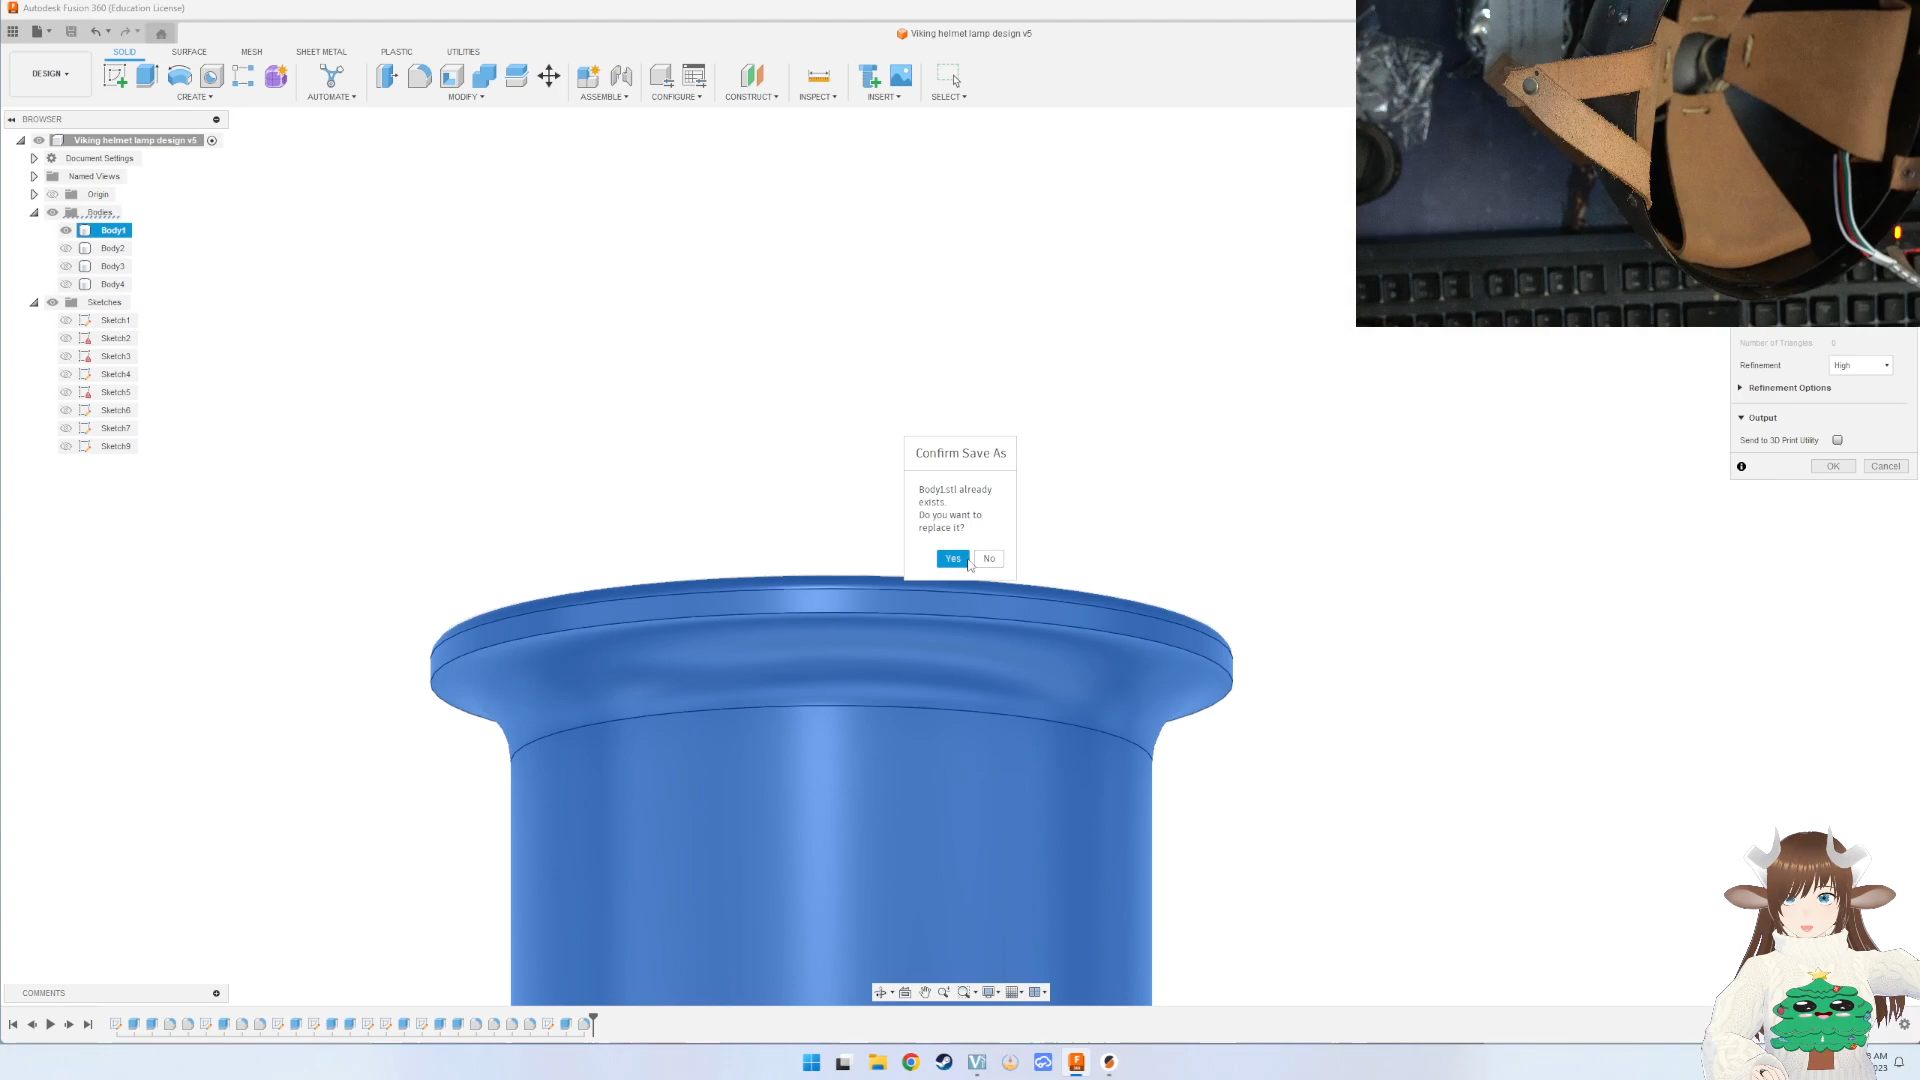 Autodesk Fusion 360 (Education License)
Viking helmet lamp design v5
SOLID SURFACE MESH SHEET METAL PLASTIC UTILITIES
DESIGN
CREATE AUTOMATE MODIFY ASSEMBLE CONFIGURE CONSTRUCT INSPECT INSERT SELECT
BROWSER
Viking helmet lamp design v5
Document Settings
Named Views
Origin
Bodies
Body1
Body2
Body3
Body4
Sketches
Sketch1
Sketch2
Sketch3
Sketch4
Sketch5
Sketch6
Sketch7
Sketch9
Number of Triangles 0
Refinement High
Refinement Options
Output
Send to 3D Print Utility
OK Cancel
Confirm Save As
Body1.stl already
exists.
Do you want to
replace it?
Yes No
COMMENTS
AM